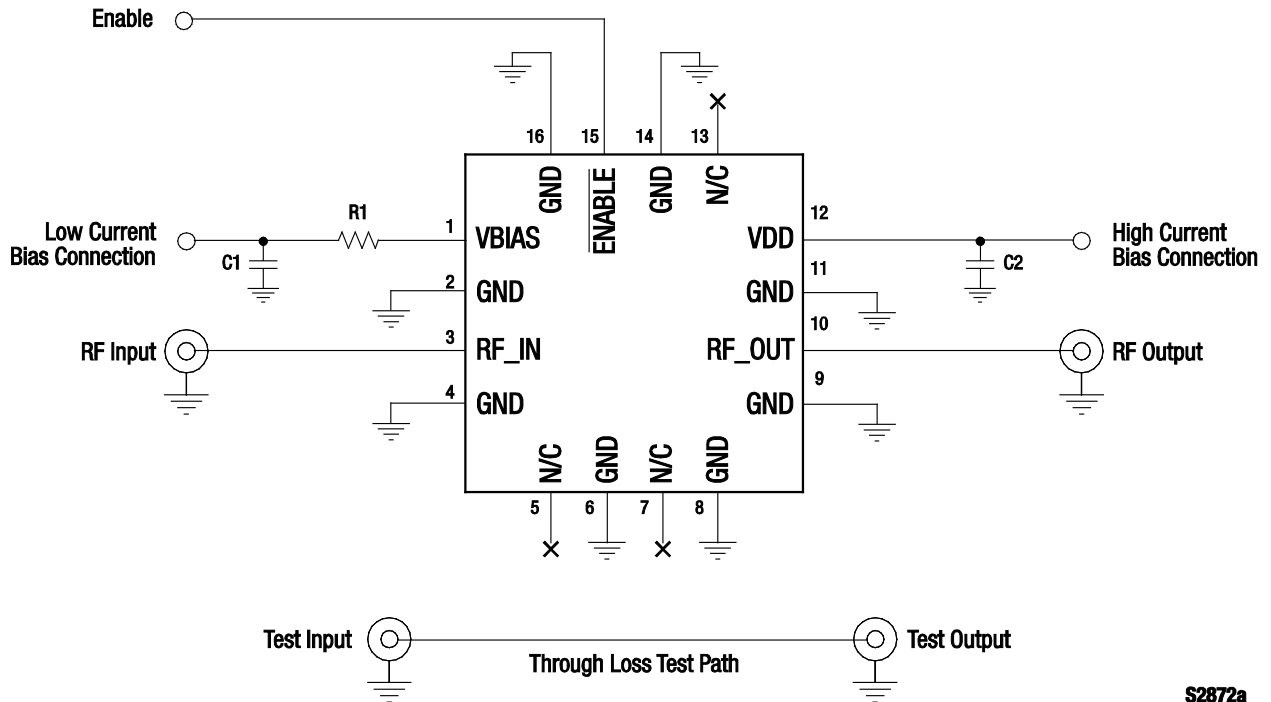 Enable
16
15
14
13
GND
ENABLE
GND
N/C
Low Current
Bias Connection
C1
R1
1
VBIAS
2
GND
RF Input
3
RF_IN
4
GND
12
VDD
C2
High Current
Bias Connection
11
GND
10
RF_OUT
RF Output
9
GND
N/C
GND
N/C
GND
5
6
7
8
Test Input
Through Loss Test Path
Test Output
S2872a